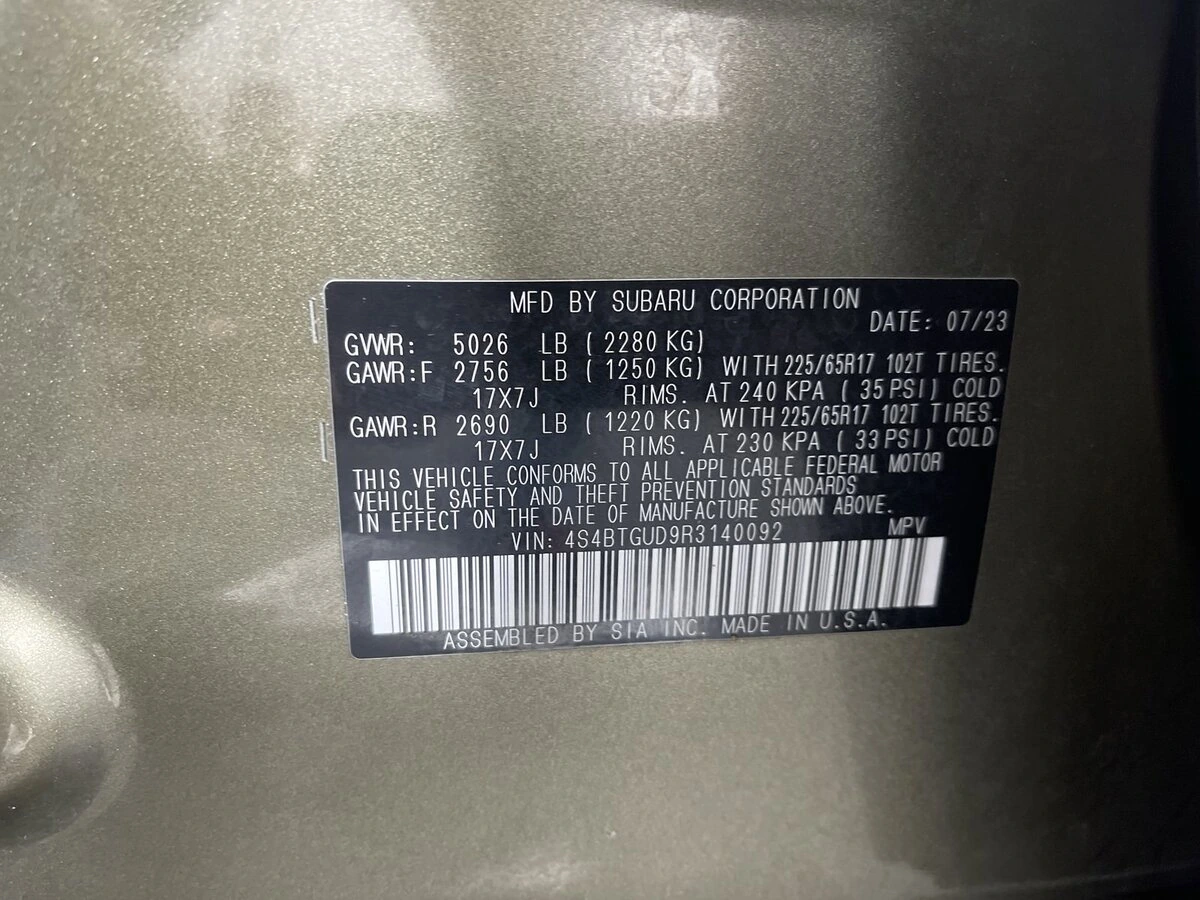 MFD BY SUBARU CORPORATION
DATE: 07/23
GVWR: 5026 LB ( 2280 KG)
GAWR:F 2756 LB ( 1250 KG) WITH 225/65R17 102T TIRES.
17X7J RIMS. AT 240 KPA ( 35 PSI) COLD
GAWR:R 2690 LB ( 1220 KG) WITH 225/65R17 102T TIRES.
17X7J RIMS. AT 230 KPA ( 33 PSI) COLD
THIS VEHICLE CONFORMS TO ALL APPLICABLE FEDERAL MOTOR
VEHICLE SAFETY AND THEFT PREVENTION STANDARDS
IN EFFECT ON THE DATE OF MANUFACTURE SHOWN ABOVE.
VIN: 4S4BTGUD9R3140092 MPV
ASSEMBLED BY SIA INC. MADE IN U.S.A.